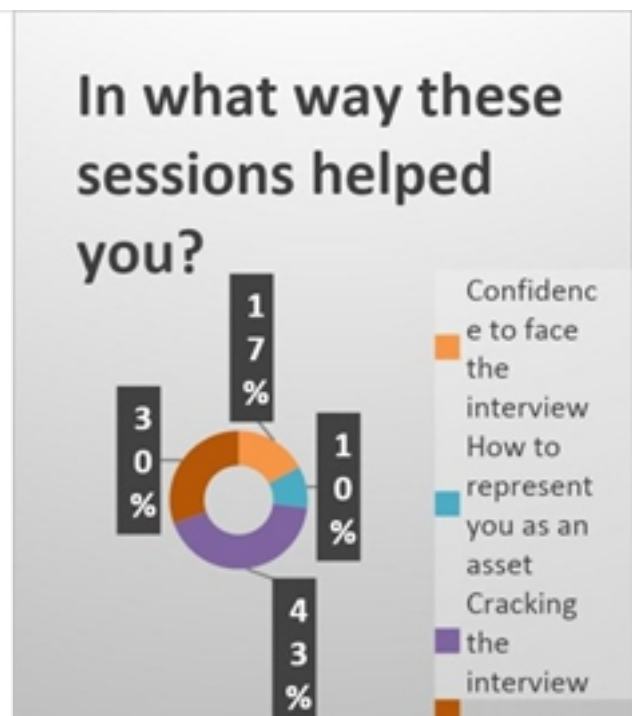 In what way these
sessions helped
you?
1
7
%
3
0
%
1
0
%
4
3
%
Confidenc
e to face
the
interview
How to
represent
you as an
asset
Cracking
the
interview